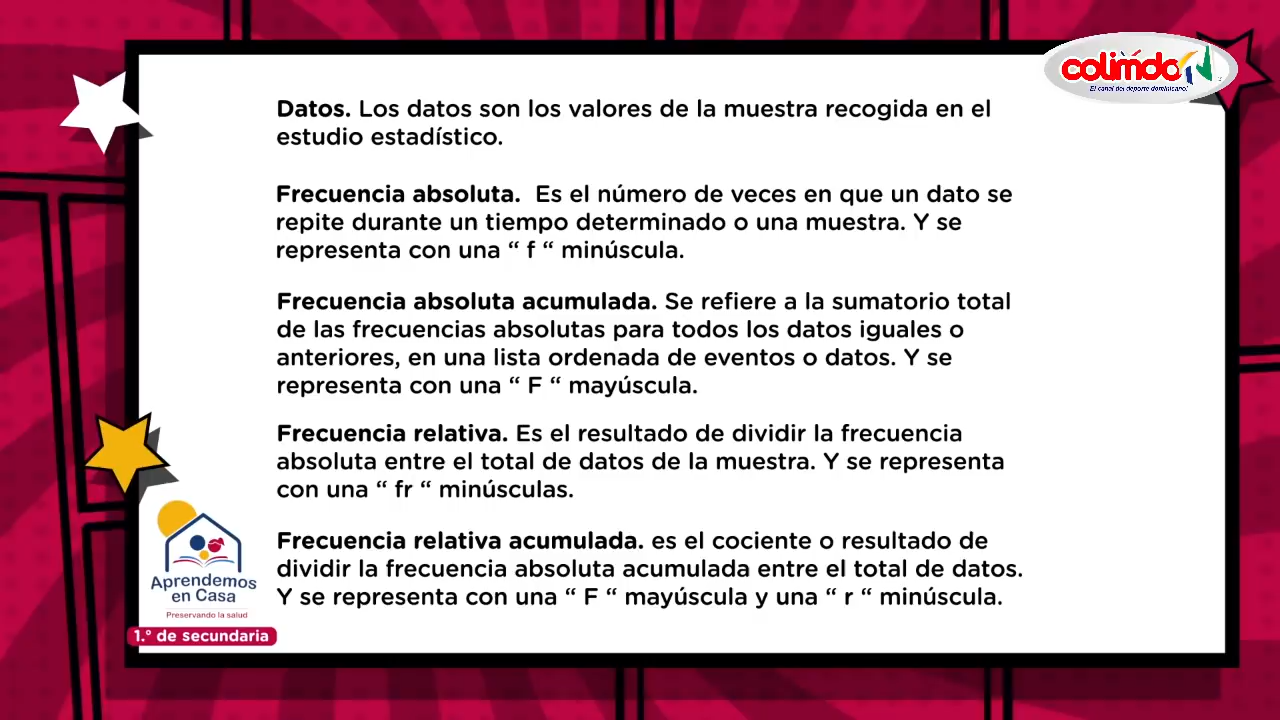 colimdo
El canal del deporte dominicano!
Datos. Los datos son los valores de la muestra recogida en el
estudio estadístico.
Frecuencia absoluta.  Es el número de veces en que un dato se
repite durante un tiempo determinado o una muestra. Y se
representa con una “ f “ minúscula.
Frecuencia absoluta acumulada. Se refiere a la sumatorio total
de las frecuencias absolutas para todos los datos iguales o
anteriores, en una lista ordenada de eventos o datos. Y se
representa con una “ F “ mayúscula.
Frecuencia relativa. Es el resultado de dividir la frecuencia
absoluta entre el total de datos de la muestra. Y se representa
con una “ fr “ minúsculas.
Frecuencia relativa acumulada. es el cociente o resultado de
dividir la frecuencia absoluta acumulada entre el total de datos.
Y se representa con una “ F “ mayúscula y una “ r “ minúscula.
Aprendemos
en Casa
Preservando la salud
1.° de secundaria